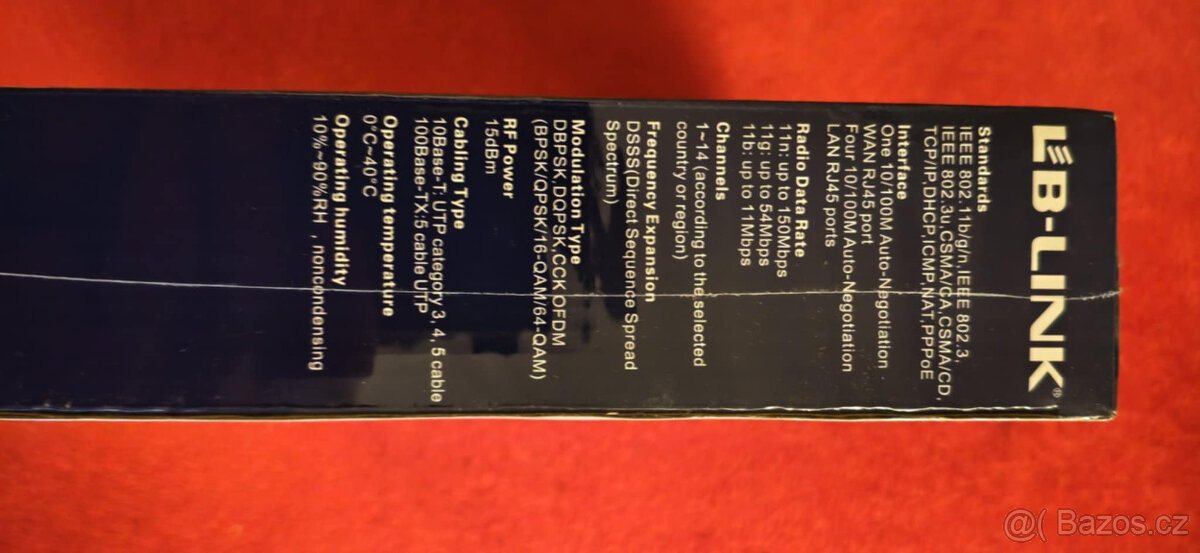 LB-LINK®
Standards
IEEE 802.11b/g/n,IEEE 802.3,
IEEE 802.3u,CSMA/CA,CSMA/CD,
TCP/IP,DHCP,ICMP,NAT,PPPoE
Interface
One 10/100M Auto-Negotiation
WAN RJ45 port
Four 10/100M Auto-Negotiation
LAN RJ45 ports
Radio Data Rate
11n: up to 150Mbps
11g: up to 54Mbps
11b: up to 11Mbps
Channels
1~14 (according to the selected
country or region)
Frequency Expansion
DSSS(Direct Sequence Spread
Spectrum)
Modulation Type
DBPSK,DQPSK,CCK OFDM
(BPSK/QPSK/16-QAM/64-QAM)
RF Power
15dBm
Cabling Type
10Base-T: UTP category 3, 4, 5 cable
100Base-TX:5 cable UTP
Operating temperature
0°C~40°C
Operating humidity
10%~90%RH , noncondensing
@( Bazos.cz